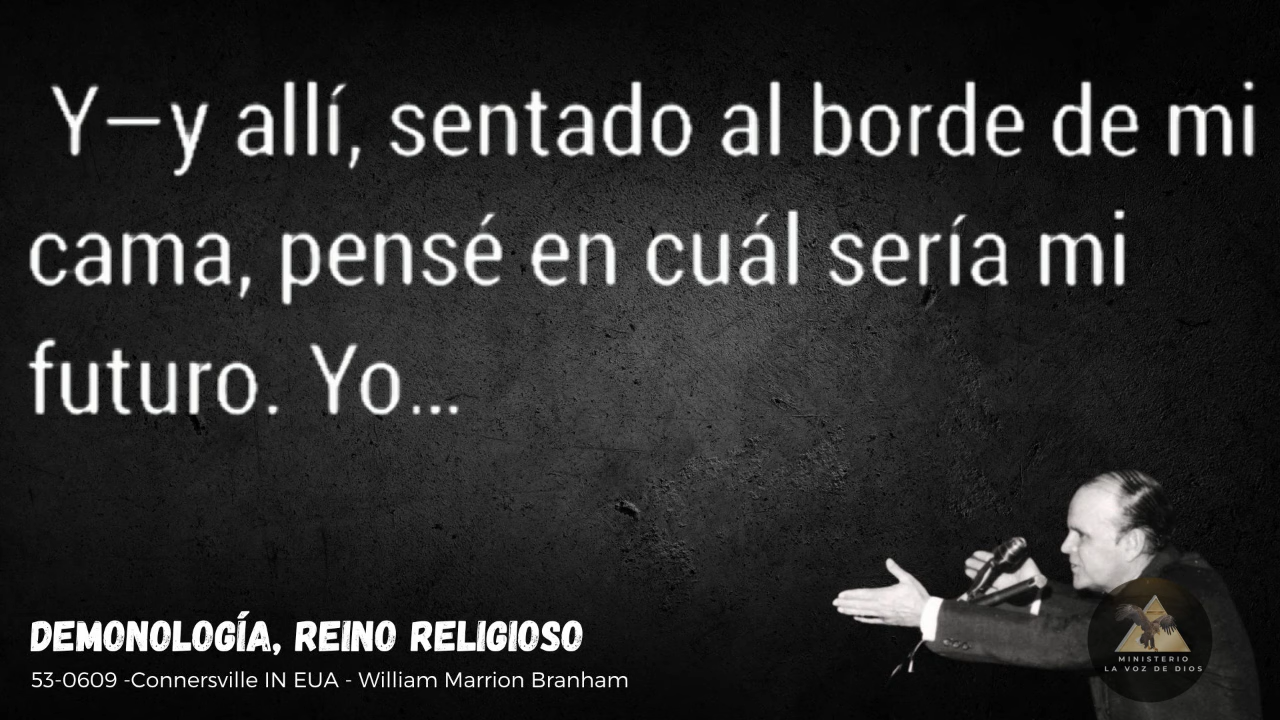 Y—y allí, sentado al borde de mi
cama, pensé en cuál sería mi
futuro. Yo...
DEMONOLOGÍA, REINO RELIGIOSO
53-0609 -Connersville IN EUA - William Marrion Branham
MINISTERIO
LA VOZ DE DIOS